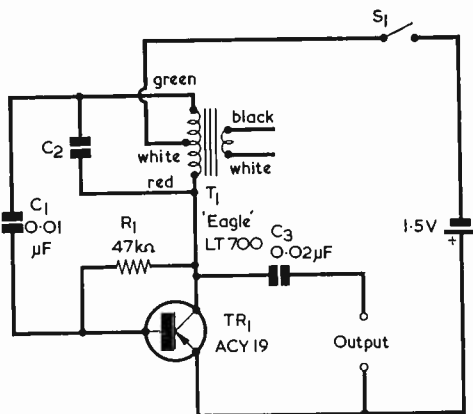 S1
green
black
C2
white
white
red
T1
C1
0·01
μF
R1
47kΩ
'Eagle'
LT 700
C3
0·02μF
1·5V
+
TR1
ACY 19
Output